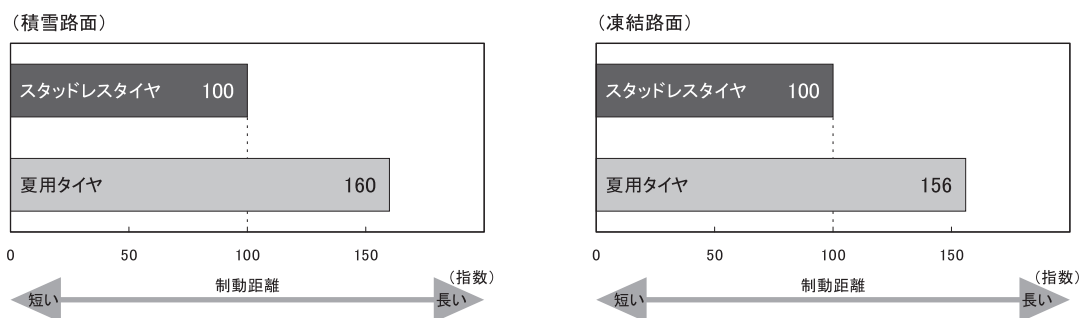 （積雪路面）
スタッドレスタイヤ 100
夏用タイヤ 160
0 50 100 150
（指数）
制動距離
短い 長い
（凍結路面）
スタッドレスタイヤ 100
夏用タイヤ 156
0 50 100 150
（指数）
制動距離
短い 長い